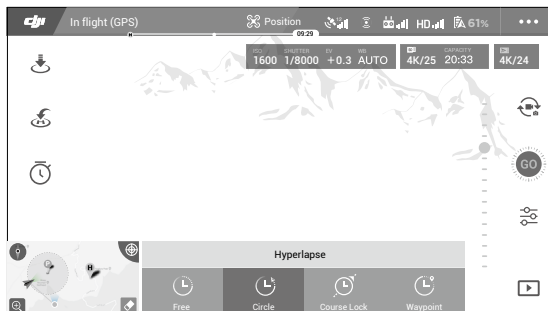 dji In flight (GPS) Position HD 61%
H 09:29
ISO SHUTTER EV WB CAPACITY
1600 1/8000 +0.3 AUTO 4K/25 20:33 4K/24
GO
H
Hyperlapse
Free Circle Course Lock Waypoint